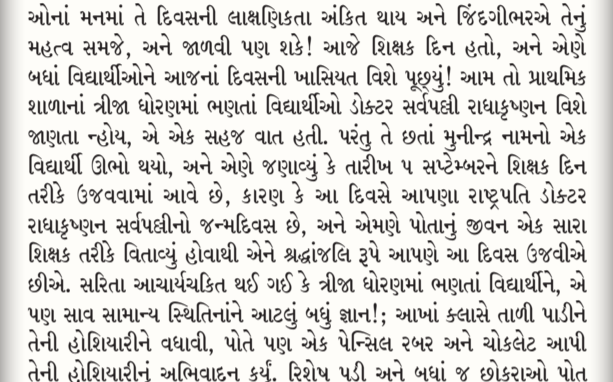 ઓનાં મનમાં તે દિવસની લાક્ષણિકતા અંકિત થાય અને જિંદગીભરએ તેનું
મહત્વ સમજે, અને જાળવી પણ શકે! આજે શિક્ષક દિન હતો, અને એણે
બધાં વિદ્યાર્થીઓને આજનાં દિવસની ખાસિયત વિશે પૂછ્યું! આમ તો પ્રાથમિક
શાળાનાં ત્રીજા ધોરણમાં ભણતાં વિદ્યાર્થીઓ ડોક્ટર સર્વપલ્લી રાધાકૃષ્ણન વિશે
જાણતા ન્હોય, એ એક સહજ વાત હતી. પરંતુ તે છતાં મુનીન્દ્ર નામનો એક
વિદ્યાર્થી ઊભો થયો, અને એણે જણાવ્યું કે તારીખ ૫ સપ્ટેમ્બરને શિક્ષક દિન
તરીકે ઉજવવામાં આવે છે, કારણ કે આ દિવસે આપણા રાષ્ટ્રપતિ ડોક્ટર
રાધાકૃષ્ણન સર્વપલ્લીનો જન્મદિવસ છે, અને એમણે પોતાનું જીવન એક સારા
શિક્ષક તરીકે વિતાવ્યું હોવાથી એને શ્રદ્ધાંજલિ રૂપે આપણે આ દિવસ ઉજવીએ
છીએ. સરિતા આચાર્યચકિત થઈ ગઈ કે ત્રીજા ધોરણમાં ભણતાં વિદ્યાર્થીને, એ
પણ સાવ સામાન્ય સ્થિતિનાંને આટલું બધું જ્ઞાન!; આખાં ક્લાસે તાળી પાડીને
તેની હોશિયારીને વધાવી, પોતે પણ એક પેન્સિલ રબર અને ચોકલેટ આપી
તેની હોશિયારીનું અભિવાદન કર્યું. રિશેષ પડી અને બધાં જ છોકરાઓ પોત